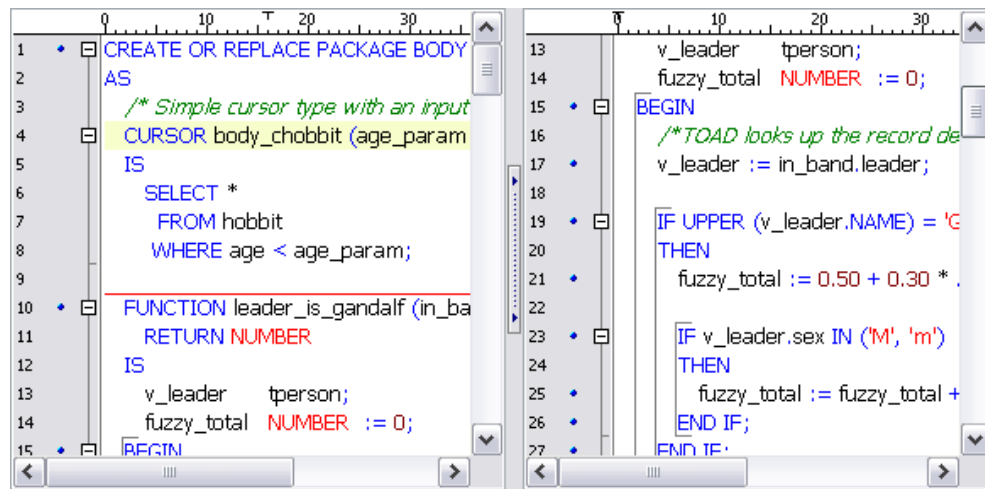 0 10 20 30
1 CREATE OR REPLACE PACKAGE BODY
2 AS
3 /* Simple cursor type with an input
4 CURSOR body_chobbit (age_param
5 IS
6 SELECT *
7 FROM hobbit
8 WHERE age < age_param;
9
10 FUNCTION leader_is_gandalf (in_ba
11 RETURN NUMBER
12 IS
13 v_leader tperson;
14 fuzzy_total NUMBER := 0;
15 BEGIN
0 10 20 30
13 v_leader tperson;
14 fuzzy_total NUMBER := 0;
15 BEGIN
16 /*TOAD looks up the record de
17 v_leader := in_band.leader;
18
19 IF UPPER (v_leader.NAME) = 'G
20 THEN
21 fuzzy_total := 0.50 + 0.30 * .
22
23 IF v_leader.sex IN ('M', 'm')
24 THEN
25 fuzzy_total := fuzzy_total +
26 END IF;
27 END IF;